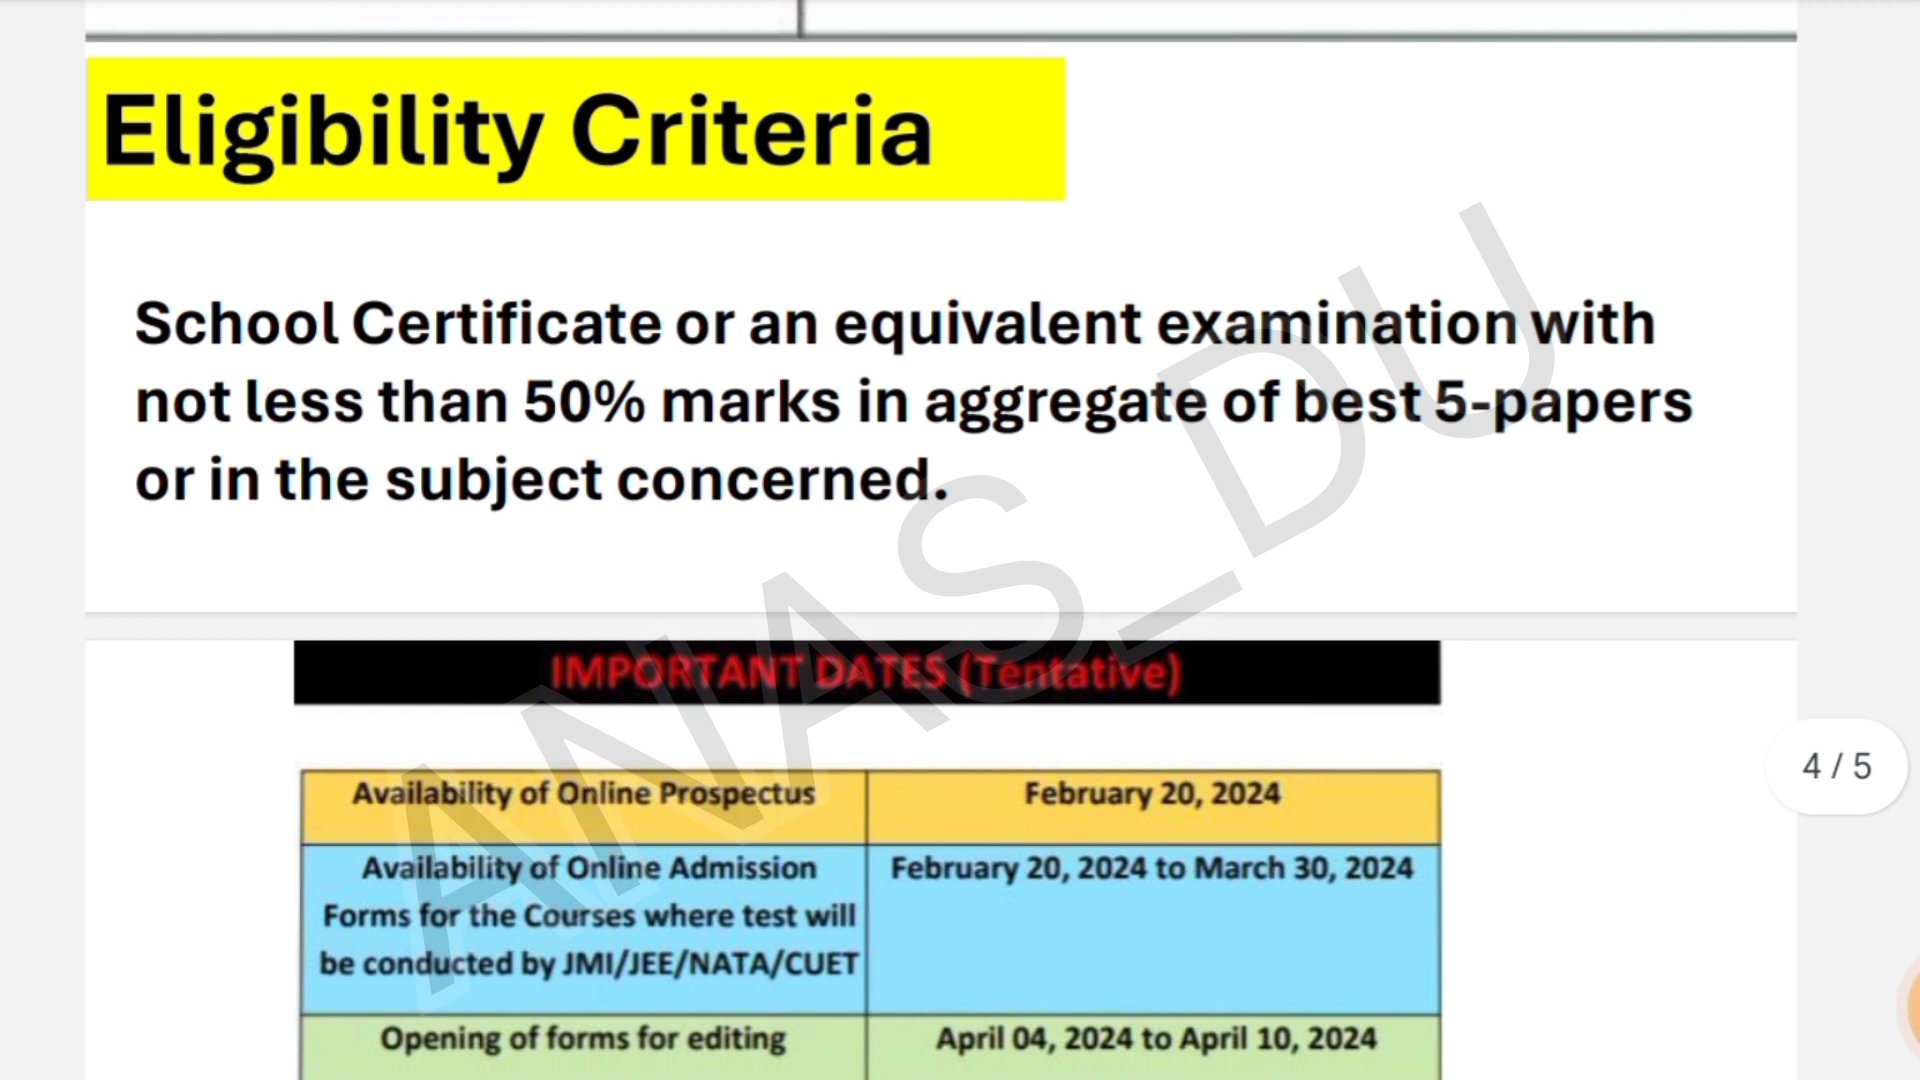 Eligibility Criteria
School Certificate or an equivalent examination with
not less than 50% marks in aggregate of best 5-papers
or in the subject concerned.
IMPORTANT DATES (Tentative)
Availability of Online Prospectus
February 20, 2024
Availability of Online Admission
Forms for the Courses where test will
be conducted by JMI/JEE/NATA/CUET
February 20, 2024 to March 30, 2024
Opening of forms for editing
April 04, 2024 to April 10, 2024
4 / 5
ANAS_DU